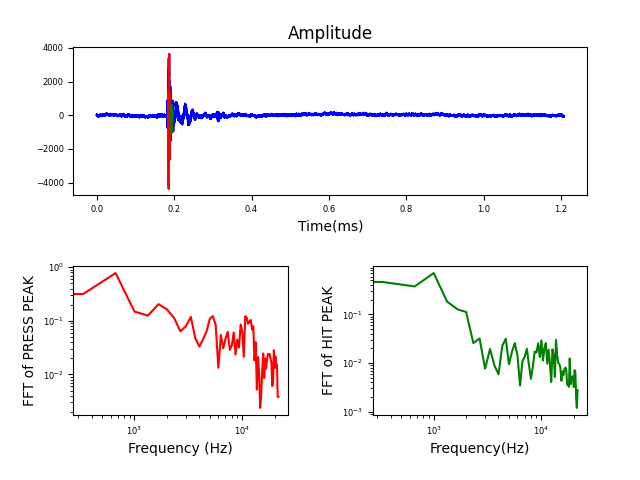 Amplitude
4000
2000
0
−2000
−4000
0.0 0.2 0.4 0.6 0.8 1.0 1.2
Time(ms)
FFT of PRESS PEAK
10⁰
10⁻¹
10⁻²
10³ 10⁴
Frequency (Hz)
FFT of HIT PEAK
10⁻¹
10⁻²
10⁻³
10³ 10⁴
Frequency(Hz)